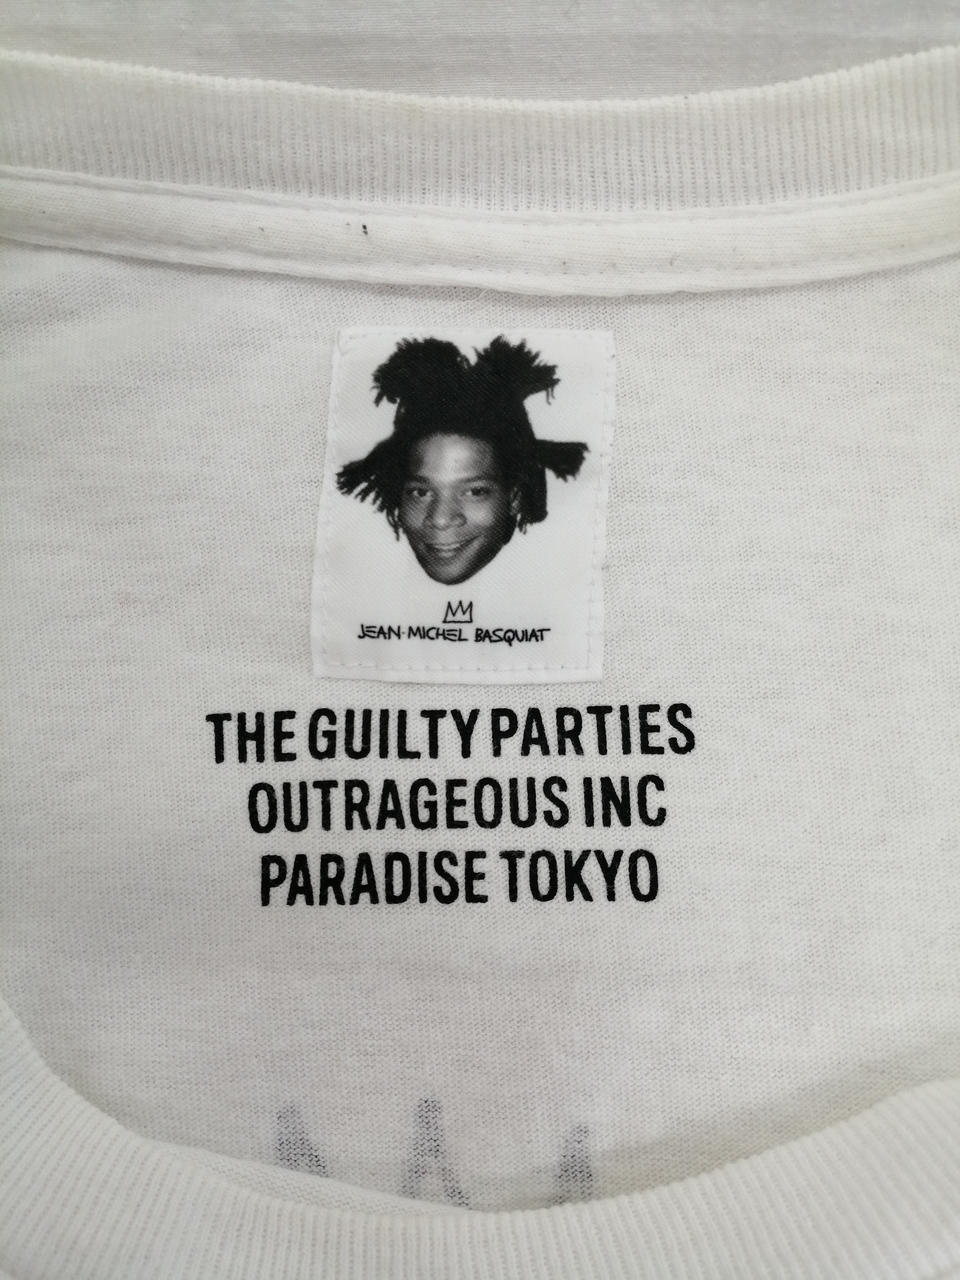 JEAN-MICHEL BASQUIAT
THE GUILTY PARTIES
OUTRAGEOUS INC
PARADISE TOKYO